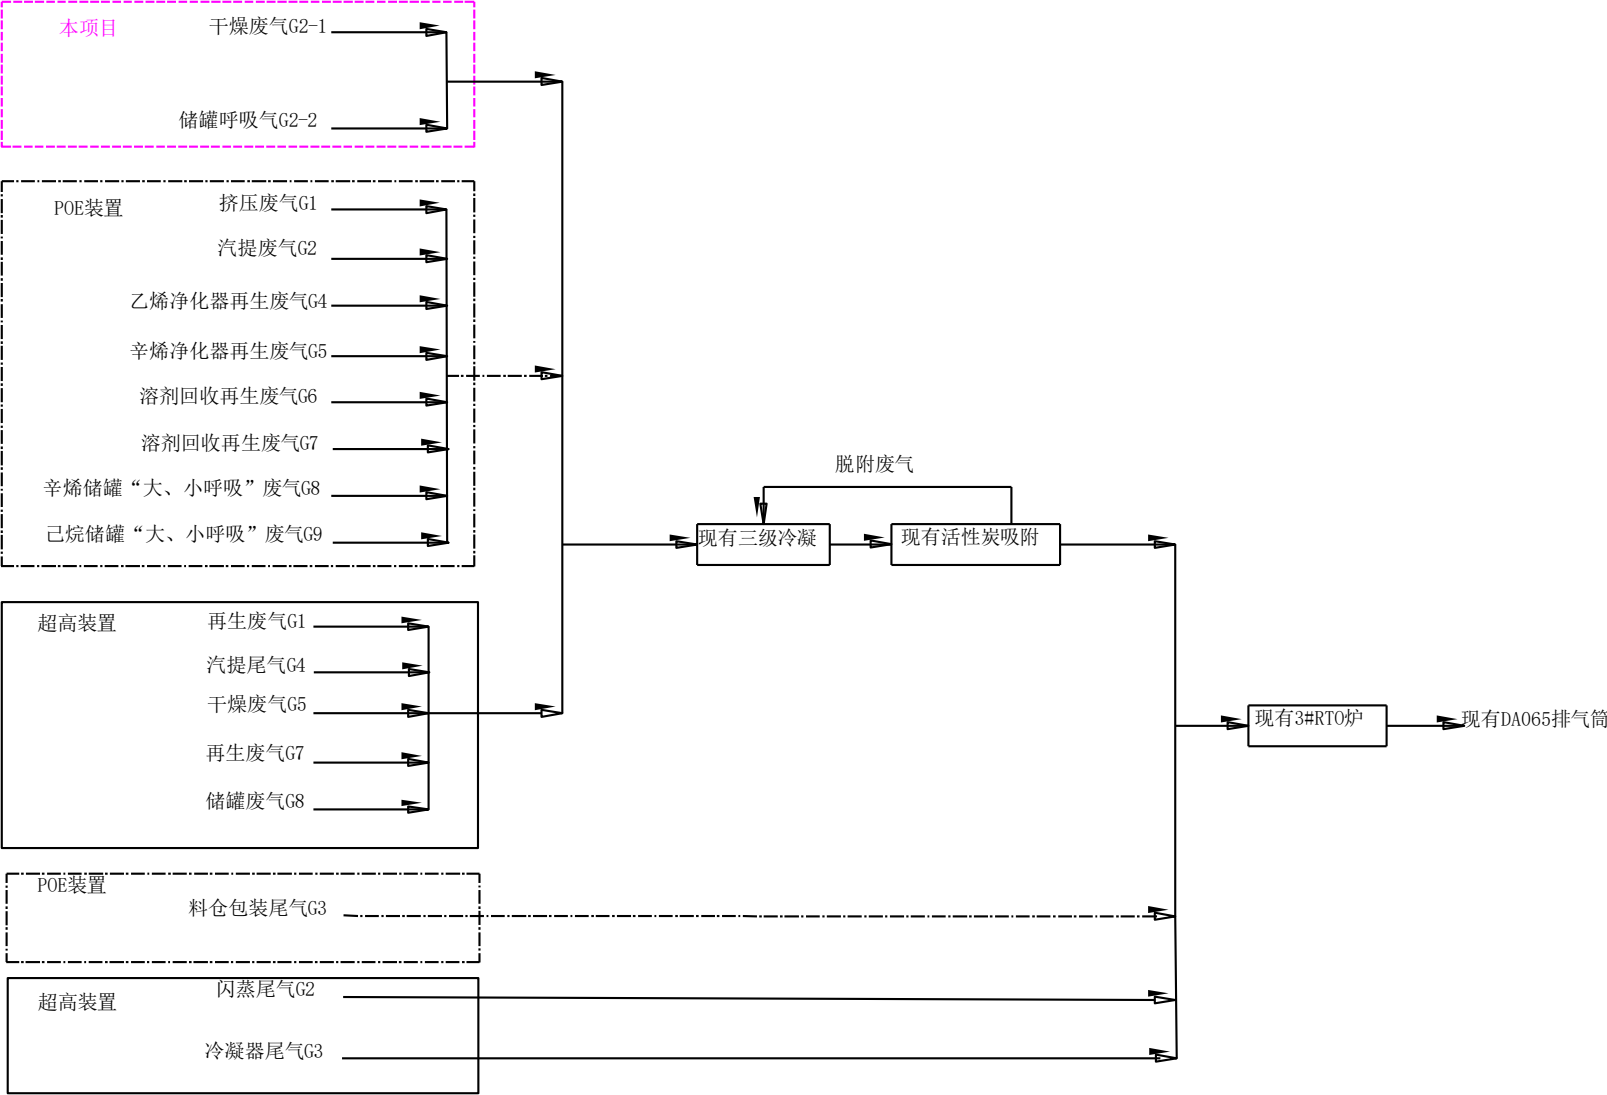 本项目
干燥废气G2-1
储罐呼吸气G2-2
POE装置
挤压废气G1
汽提废气G2
乙烯净化器再生废气G4
辛烯净化器再生废气G5
溶剂回收再生废气G6
溶剂回收再生废气G7
辛烯储罐“大、小呼吸”废气G8
己烷储罐“大、小呼吸”废气G9
脱附废气
现有三级冷凝
现有活性炭吸附
超高装置
再生废气G1
汽提尾气G4
干燥废气G5
再生废气G7
储罐废气G8
现有3#RTO炉
现有DA065排气筒
POE装置
料仓包装尾气G3
超高装置
闪蒸尾气G2
冷凝器尾气G3